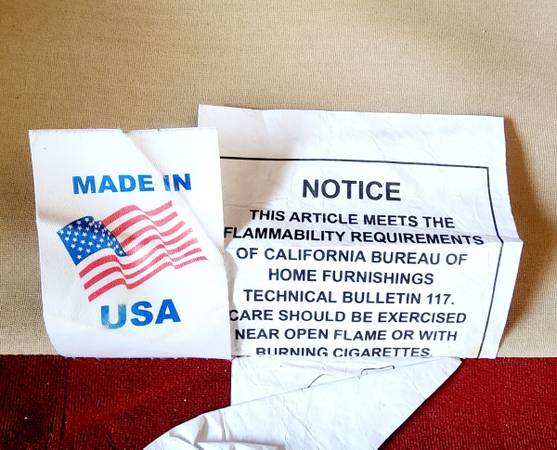 MADE IN
USA
NOTICE
THIS ARTICLE MEETS THE
FLAMMABILITY REQUIREMENTS
OF CALIFORNIA BUREAU OF
HOME FURNISHINGS
TECHNICAL BULLETIN 117.
CARE SHOULD BE EXERCISED
NEAR OPEN FLAME OR WITH
BURNING CIGARETTES.